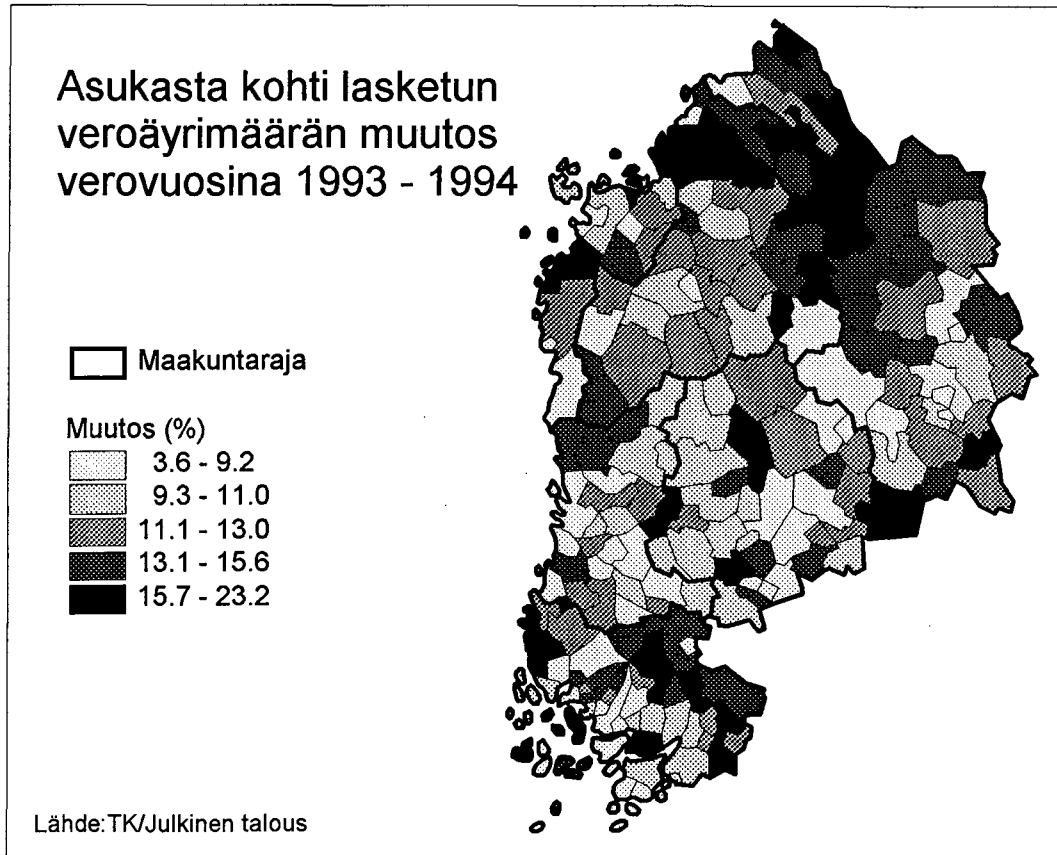 Asukasta kohti lasketun
veroäyrimäärän muutos
verovuosina 1993 - 1994
Maakuntaraja
Muutos (%)
3.6 - 9.2
9.3 - 11.0
11.1 - 13.0
13.1 - 15.6
15.7 - 23.2
Lähde:TK/Julkinen talous